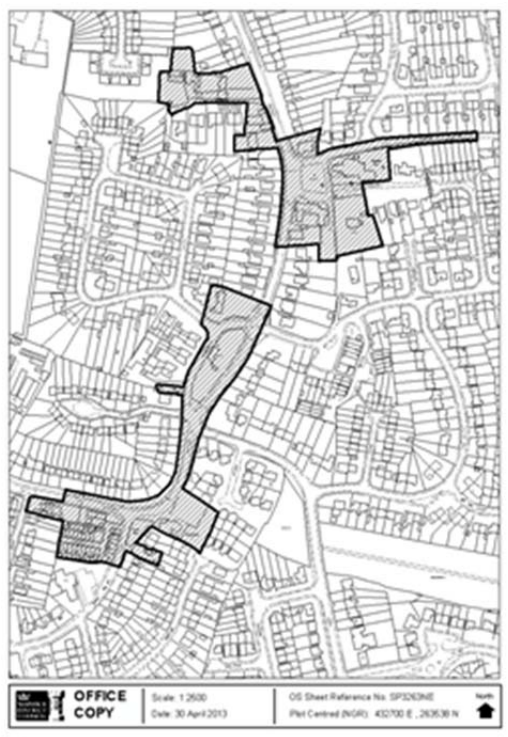 OFFICE
COPY
Scale: 1:2500
Date: 30 April 2013
OS Sheet Reference No. SP3263NE
Plot Centred (NGR): 432700 E , 263538 N
North